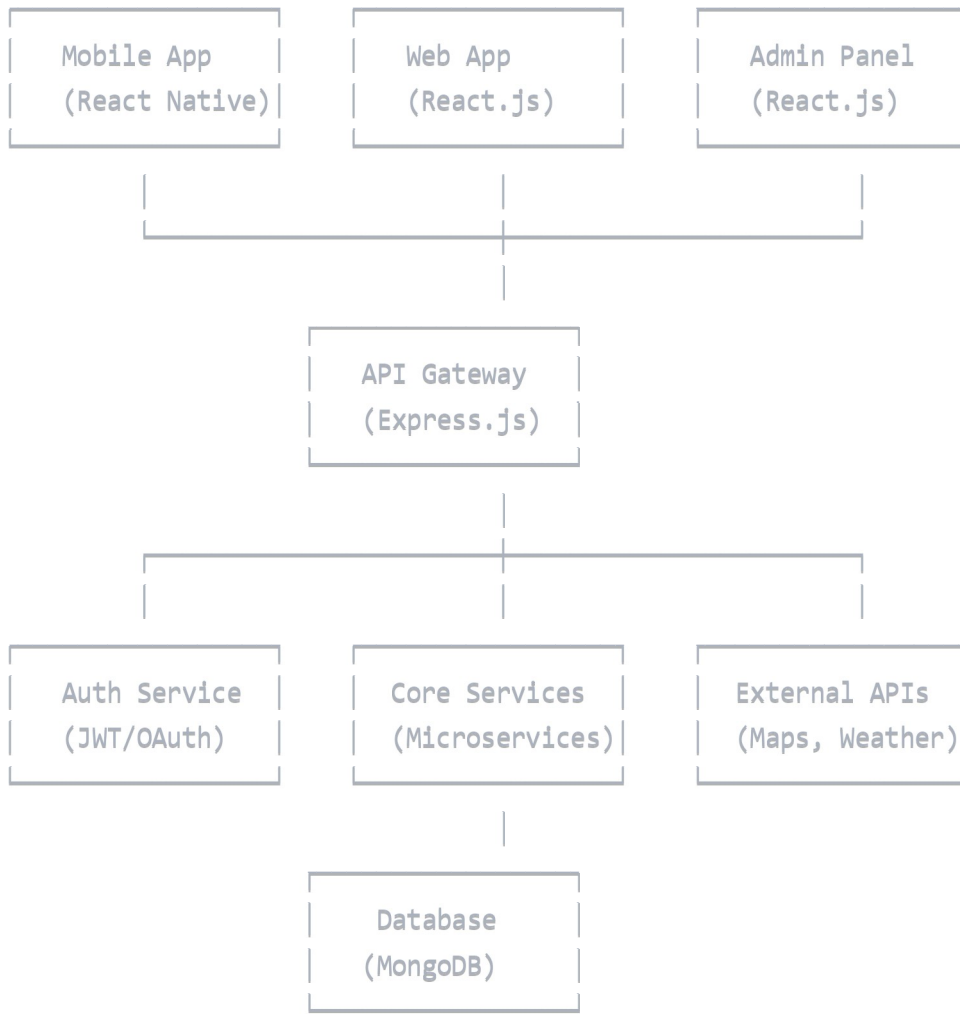 Mobile App
(React Native)
Web App
(React.js)
Admin Panel
(React.js)
API Gateway
(Express.js)
Auth Service
(JWT/OAuth)
Core Services
(Microservices)
External APIs
(Maps, Weather)
Database
(MongoDB)